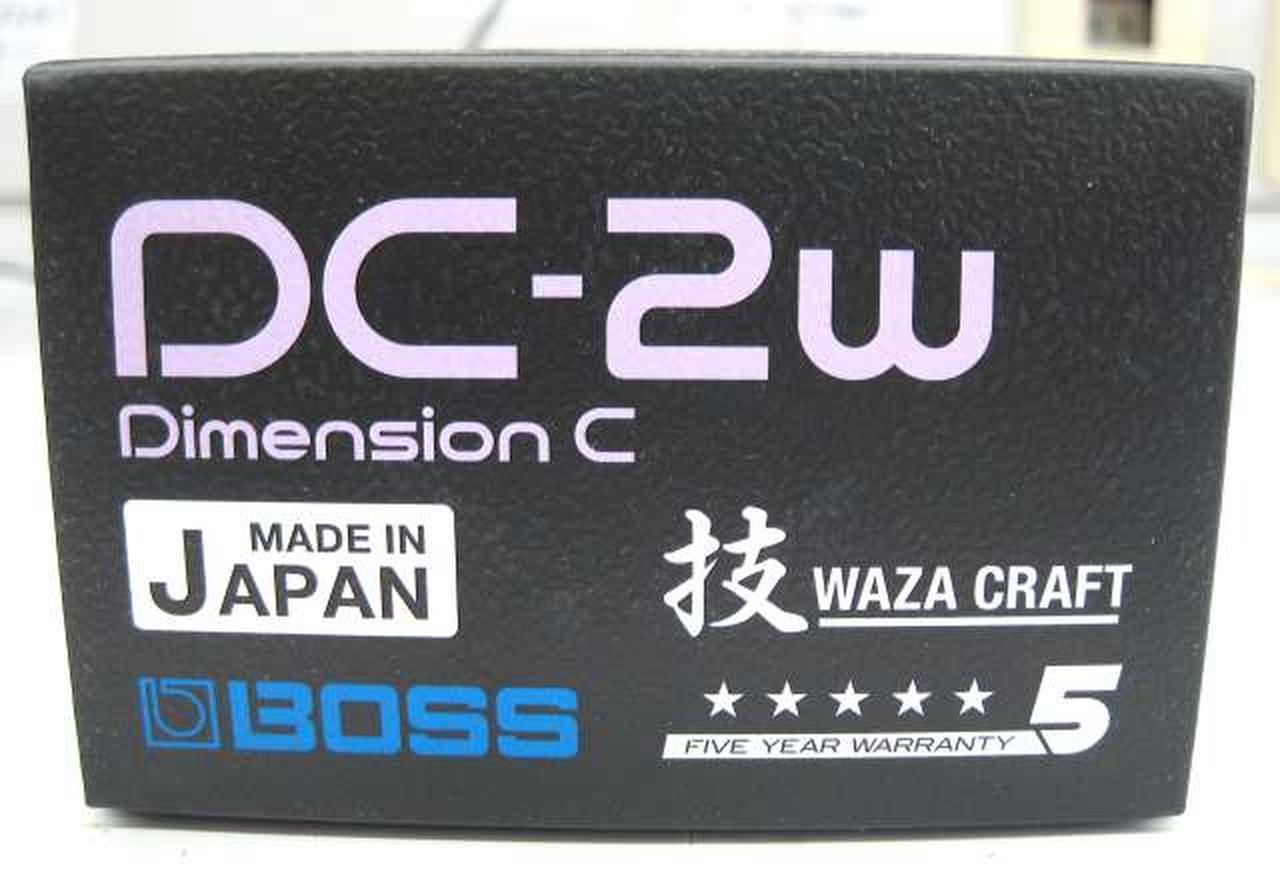 DC-2w
Dimension C
MADE IN
JAPAN
技 WAZA CRAFT
BOSS
5
FIVE YEAR WARRANTY